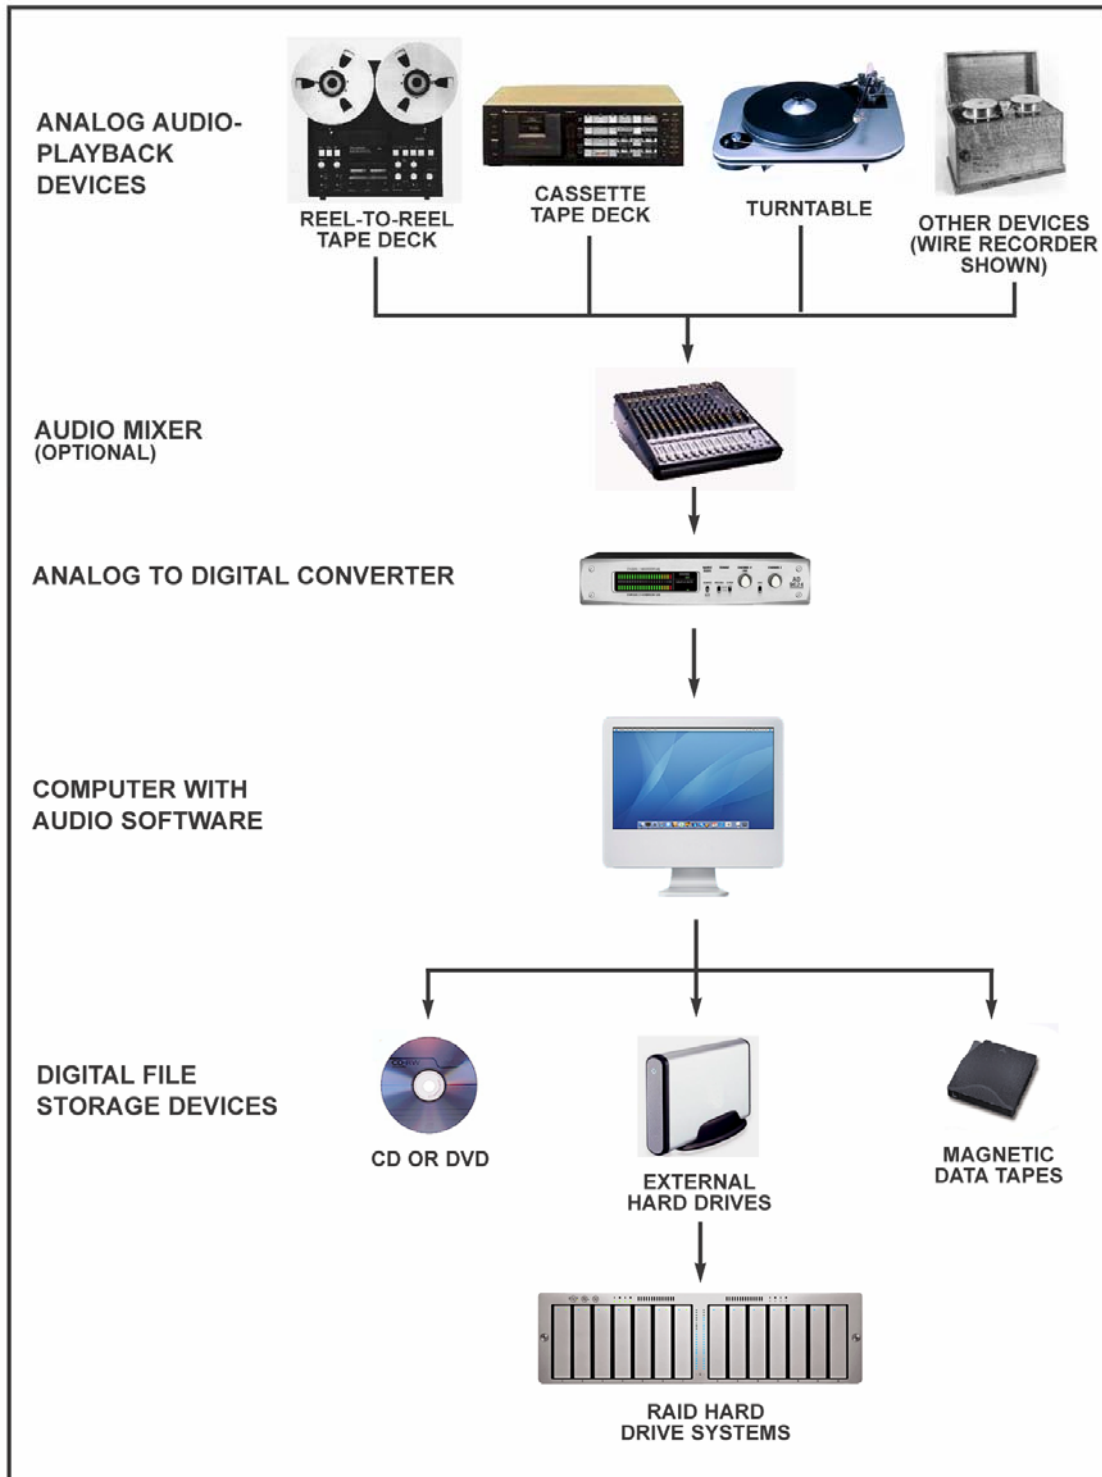 ANALOG AUDIO-
PLAYBACK
DEVICES
REEL-TO-REEL
TAPE DECK
CASSETTE
TAPE DECK
TURNTABLE
OTHER DEVICES
(WIRE RECORDER
SHOWN)
AUDIO MIXER
(OPTIONAL)
ANALOG TO DIGITAL CONVERTER
COMPUTER WITH
AUDIO SOFTWARE
DIGITAL FILE
STORAGE DEVICES
CD OR DVD
EXTERNAL
HARD DRIVES
MAGNETIC
DATA TAPES
RAID HARD
DRIVE SYSTEMS